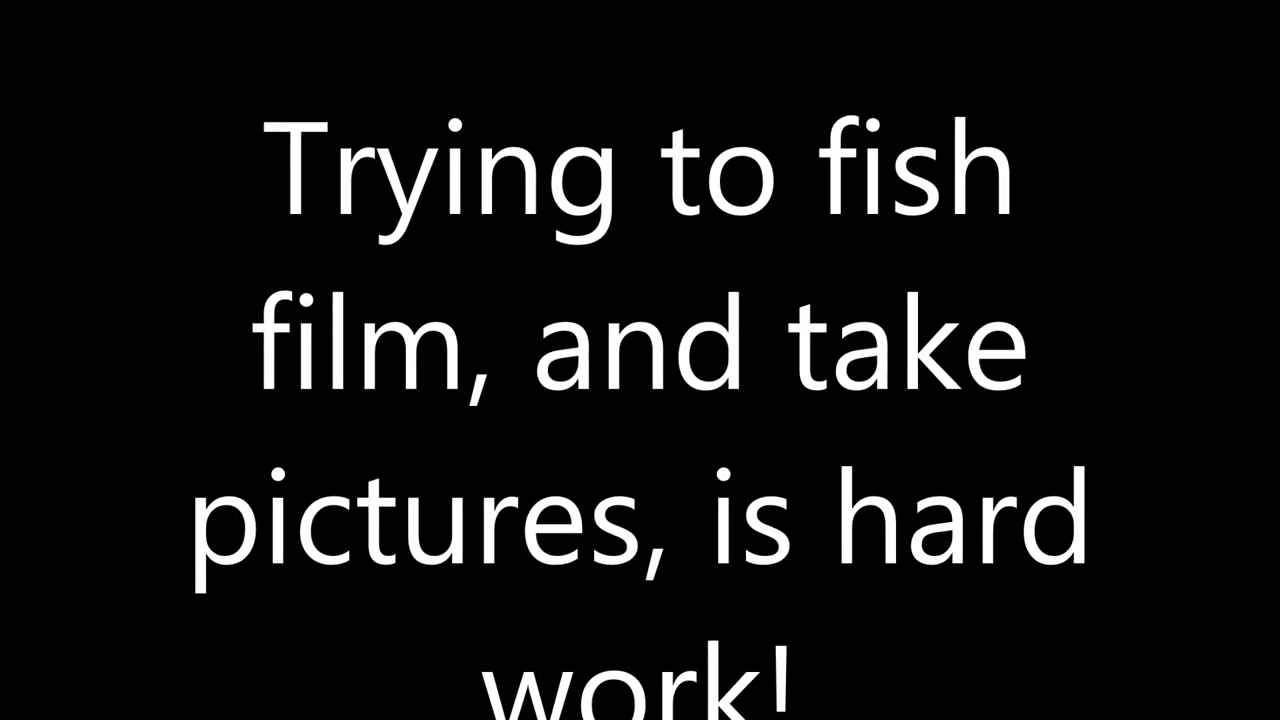 Trying to fish
film, and take
pictures, is hard
work!